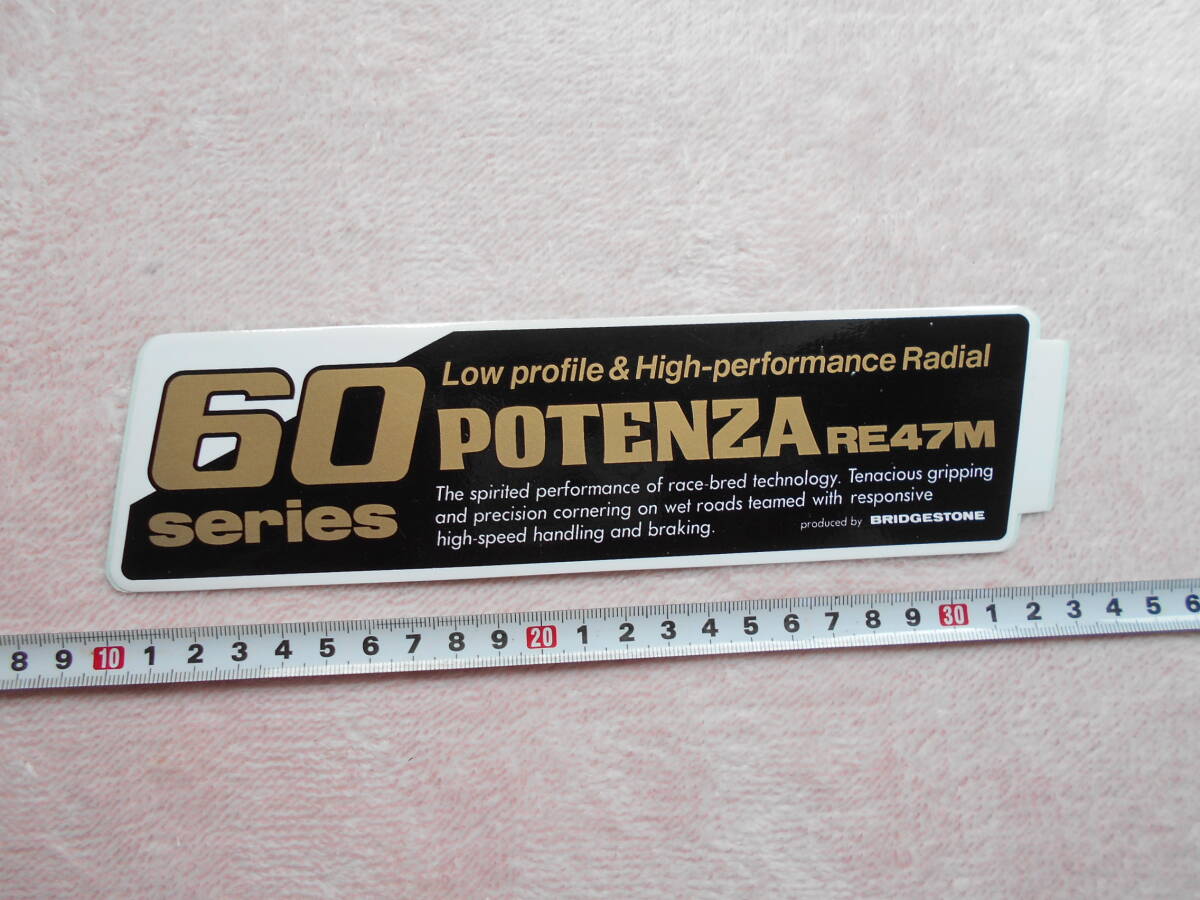 60
series
Low profile & High-performance Radial
POTENZA RE47M
The spirited performance of race-bred technology. Tenacious gripping
and precision cornering on wet roads teamed with responsive
high-speed handling and braking.
produced by BRIDGESTONE
8 9 10 1 2 3 4 5 6 7 8 9 20 1 2 3 4 5 6 7 8 9 30 1 2 3 4 5 6